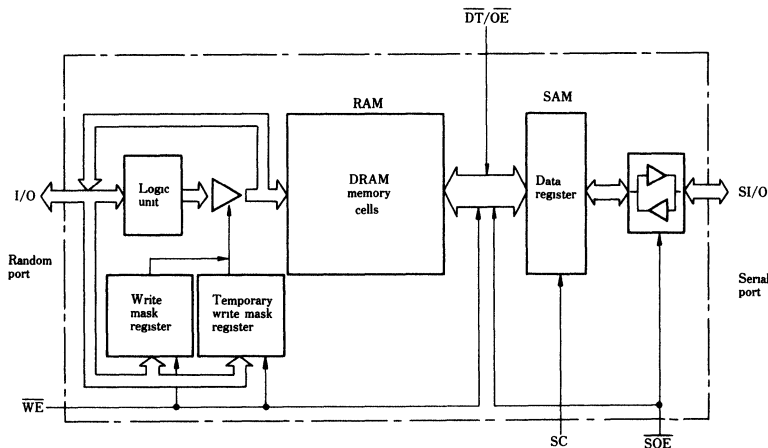 DT/OE
RAM
SAM
I/O
Logic
unit
DRAM
memory
cells
Data
register
SI/O
Random
port
Serial
port
Write
mask
register
Temporary
write mask
register
WE
SC
SOE